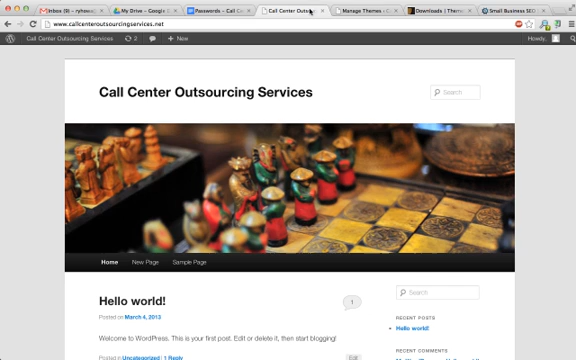 Inbox (9) – ryhow
My Drive – Google D
Passwords – Call C
Call Center Outsou
Manage Themes ‹ C
Downloads | Them
Small Business SEO
www.callcenteroutsourcingservices.net
Call Center Outsourcing Services
2
+ New
Howdy,
Call Center Outsourcing Services
Search
Home
New Page
Sample Page
Hello world!
1
Posted on March 4, 2013
Welcome to WordPress. This is your first post. Edit or delete it, then start blogging!
Posted in Uncategorized | 1 Reply
Edit
Search
RECENT POSTS
Hello world!
RECENT COMMENTS